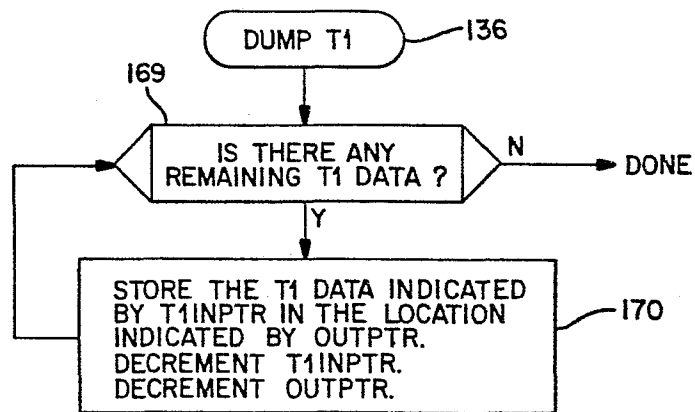 DUMP T1
136
169
IS THERE ANY
REMAINING T1 DATA ?
N
DONE
Y
STORE THE T1 DATA INDICATED
BY T1INPTR IN THE LOCATION
INDICATED BY OUTPTR.
DECREMENT T1INPTR.
DECREMENT OUTPTR.
170